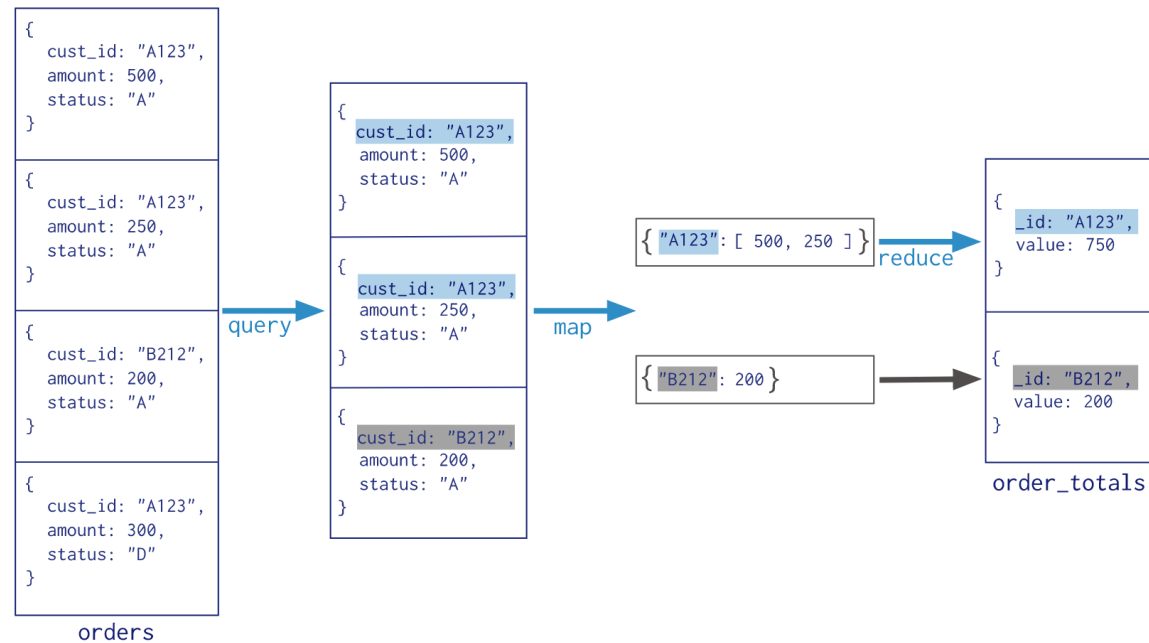 {
cust_id: "A123",
amount: 500,
status: "A"
}
{
cust_id: "A123",
amount: 250,
status: "A"
}
{
cust_id: "B212",
amount: 200,
status: "A"
}
{
cust_id: "A123",
amount: 300,
status: "D"
}
orders
query
{
cust_id: "A123",
amount: 500,
status: "A"
}
{
cust_id: "A123",
amount: 250,
status: "A"
}
{
cust_id: "B212",
amount: 200,
status: "A"
}
map
{ "A123": [ 500, 250 ] }
{ "B212": 200 }
reduce
{
_id: "A123",
value: 750
}
{
_id: "B212",
value: 200
}
order_totals